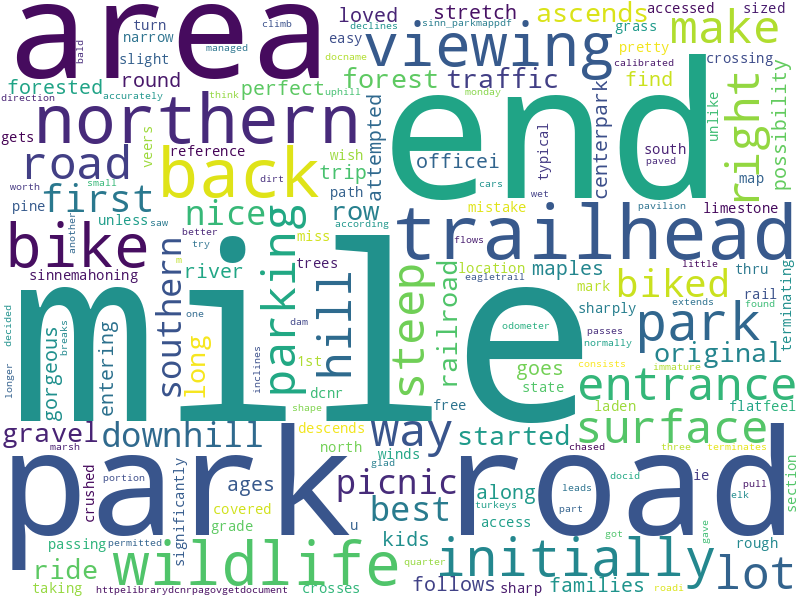 area
end
mile
park
road
northern
back
first
bike
trailhead
viewing
wildlife
initially
entrance
surface
park
make
right
parking
steep
hill
southern
downhill
way
best
picnic
lot
ride
gravel
started
biked
original
row
nice
river
long
forest
traffic
perfect
round
forested
loved
stretch
ascends
turn
narrow
slight
easy
climb
managed
bald
declines
docname
sinn_parkmappdf
accessed
sized
grass
pretty
calibrated
find
crossing
possibility
unlike
centerpark
typical
officei
attempted
trip
wish
path
reference
direction
accurately
think
uphill
monday
gets
veers
worth
small
dirt
pine
unless
saw
another
better
try
sinnemahoning
according
miss
trees
dam
one
1st
inclines
dcnr
shape
south
paved
cars
wet
map
limestone
mistake
pavilion
flows
little
thru
location
maples
eagletrail
mark
rail
terminating
sharply
extends
found
odometer
passes
normally
railroad
goes
state
consists
immature
free
laden
flatfeel
longer
decided
breaks
gorgeous
entering
descends
north
winds
marsh
crushed
portion
ages
covered
grade
significantly
u
glad
kids
along
access
turkeys
leads
part
docid
chased
three
terminates
ie
elk
pull
section
passing
permitted
taking
httpelibrarydcnrpagovgetdocument
crosses
follows
quarter
sharp
families
got
gave
roadi
rough
road